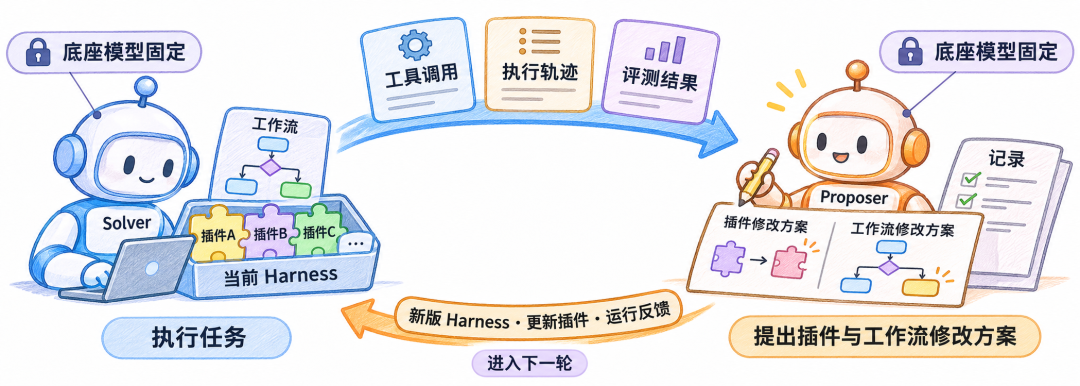 底座模型固定
工作流
Solver
插件A
插件B
插件C
...
当前 Harness
执行任务
工具调用
执行轨迹
评测结果
底座模型固定
Proposer
记录
插件修改方案
工作流修改方案
提出插件与工作流修改方案
新版 Harness · 更新插件 · 运行反馈
进入下一轮